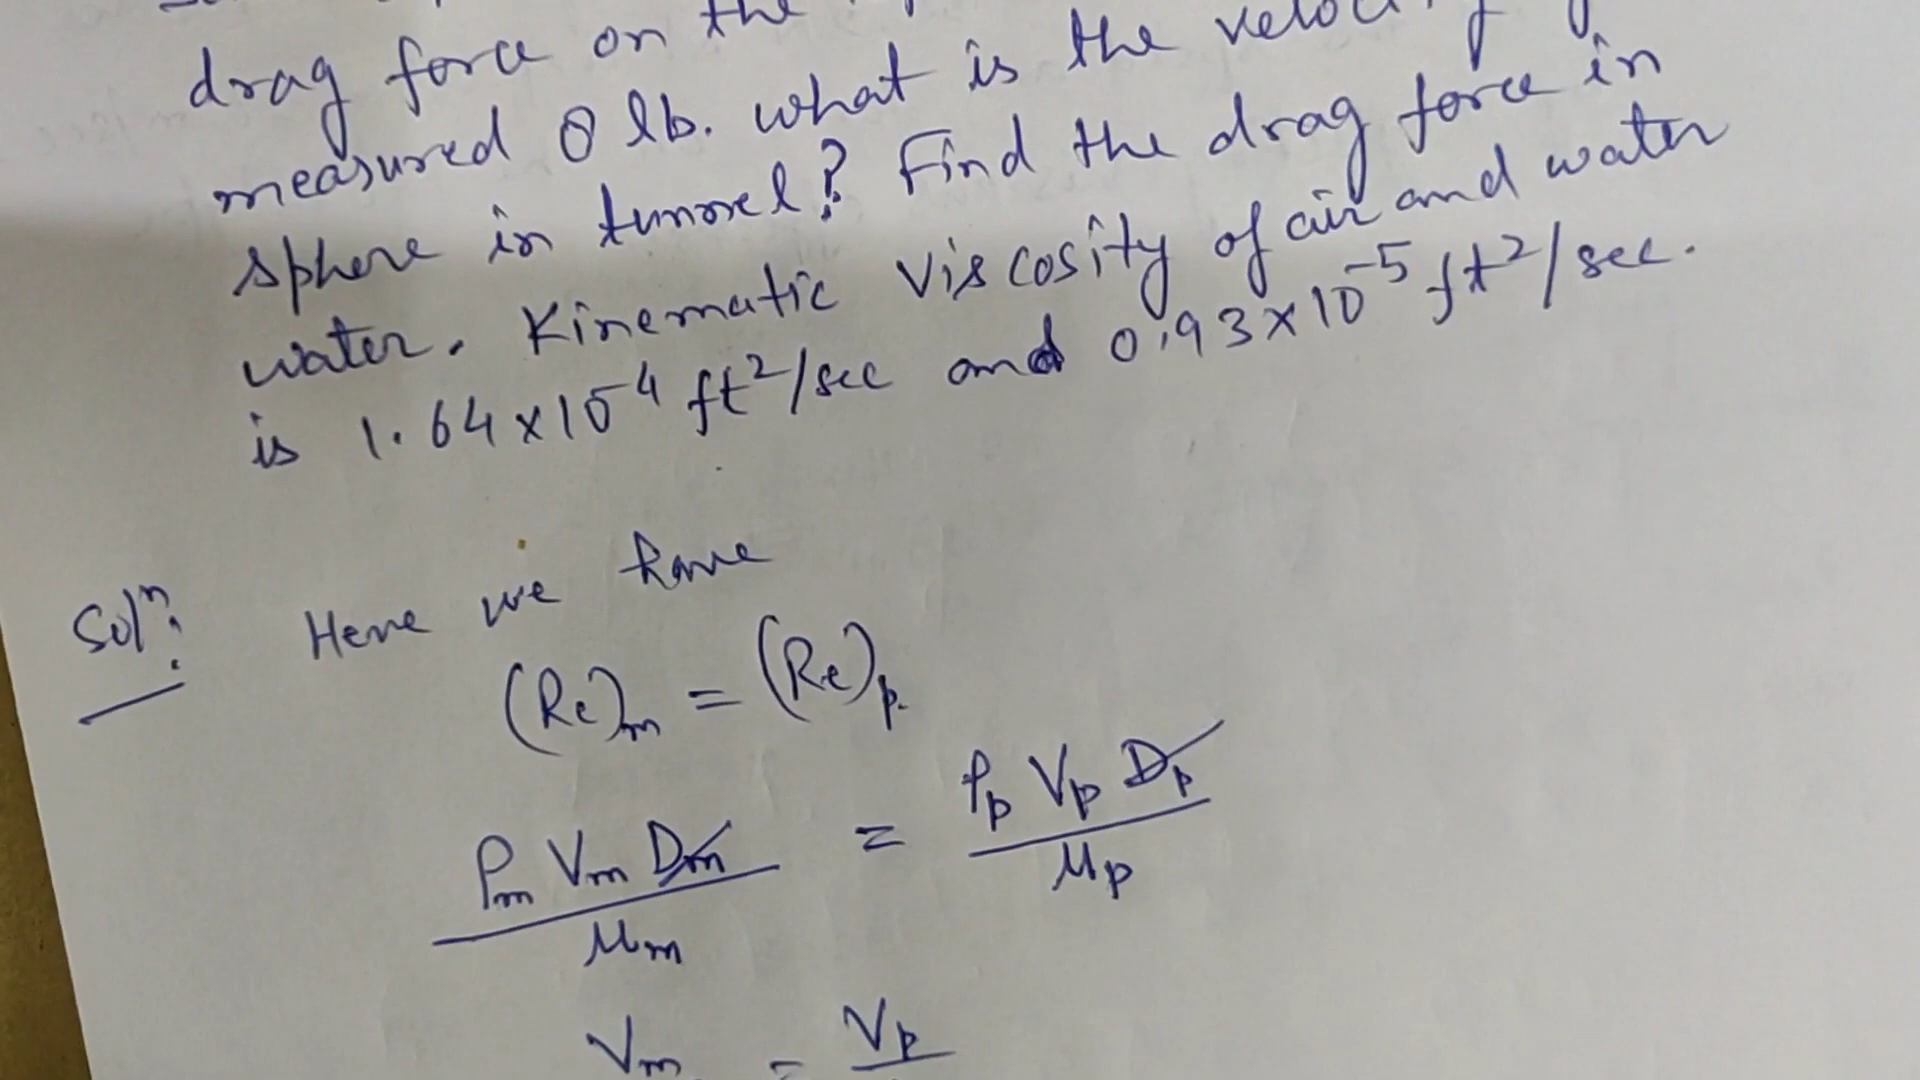 drag force on the
measured 8 lb. what is the
sphere in tunnel? Find the drag force in
water. Kinematic viscosity of air and water
is 1.64×10⁻⁴ ft²/sec and 0.93×10⁻⁵ ft²/sec.
Solⁿ: Here we have
(Re)m = (Re)p.
ρm Vm Dm / μm = ρp Vp Dp / μp
Vm = Vp